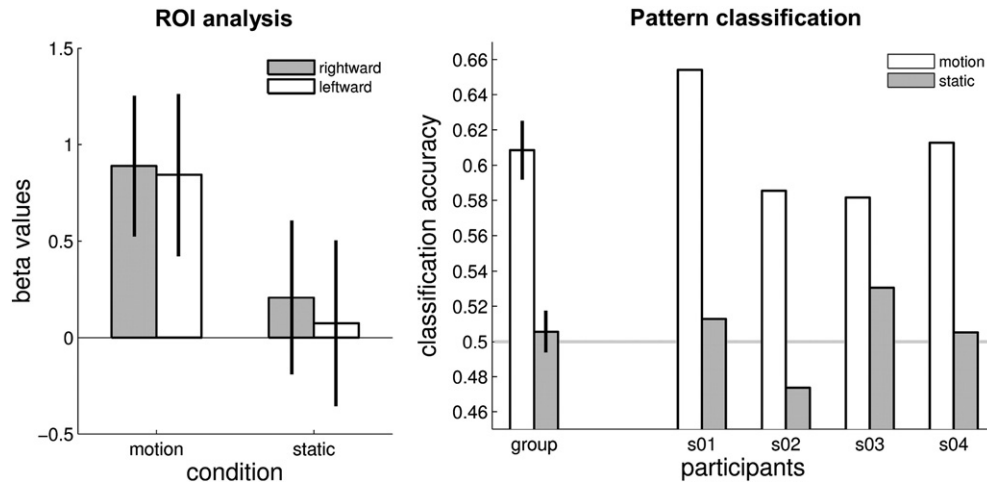 ROI analysis
1.5
1
0.5
0
−0.5
beta values
rightward
leftward
motion
static
condition
Pattern classification
0.66
0.64
0.62
0.6
0.58
0.56
0.54
0.52
0.5
0.48
0.46
classification accuracy
motion
static
group
s01
s02
s03
s04
participants